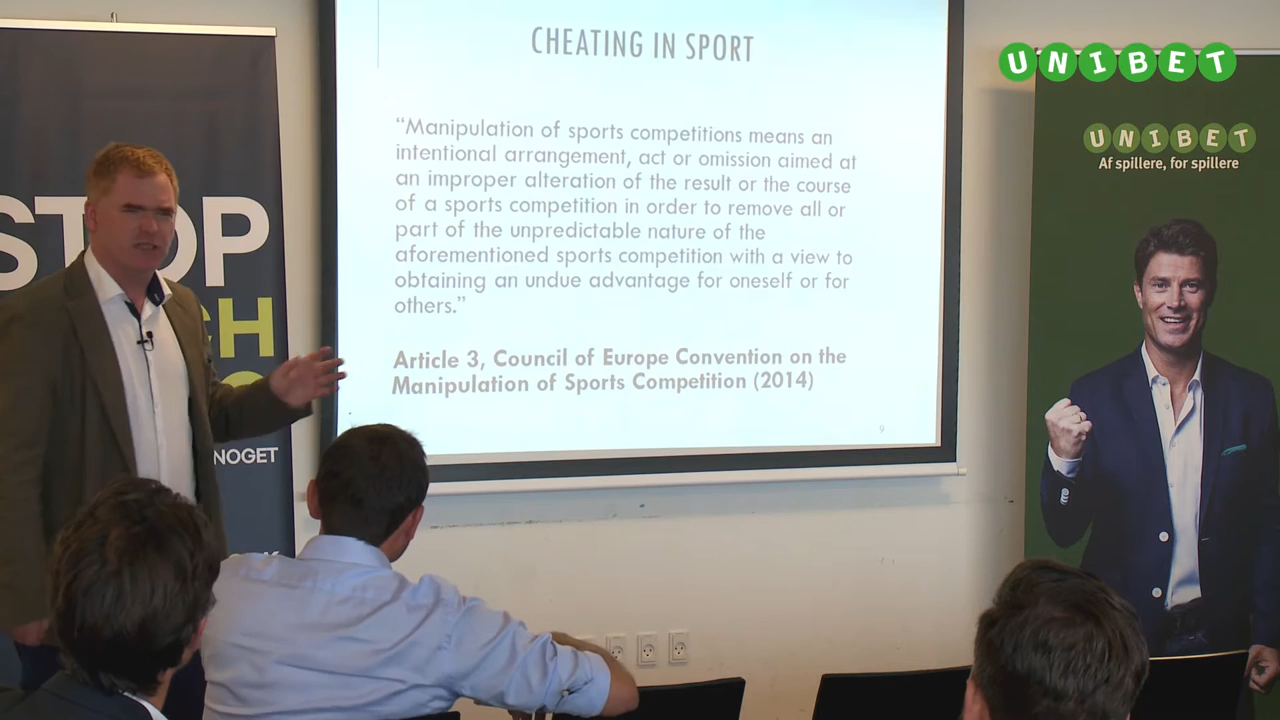 CHEATING IN SPORT
“Manipulation of sports competitions means an
intentional arrangement, act or omission aimed at
an improper alteration of the result or the course
of a sports competition in order to remove all or
part of the unpredictable nature of the
aforementioned sports competition with a view to
obtaining an undue advantage for oneself or for
others.”
Article 3, Council of Europe Convention on the
Manipulation of Sports Competition (2014)
9
STOP
CH
NOGET
UNIBET
UNIBET
Af spillere, for spillere